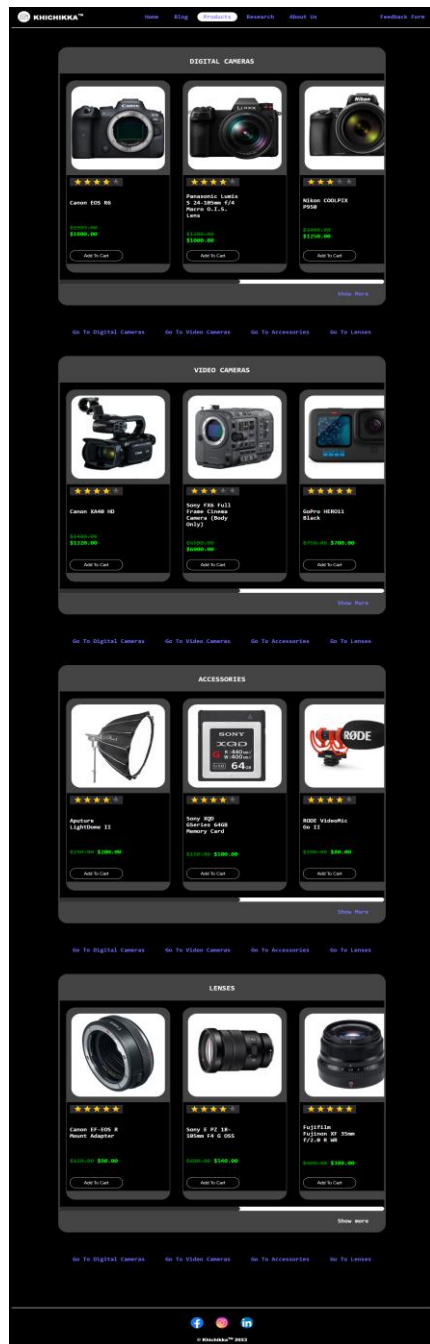 KHICHIKKA™
Home Blog Products Research About Us Feedback Form
DIGITAL CAMERAS
Canon
LUMIX
Nikon
Canon EOS R6
$1800.00
Add To Cart
Panasonic Lumix
S 24-105mm f/4
Macro O.I.S.
Lens
$1000.00
Add To Cart
Nikon COOLPIX
P950
$1250.00
Add To Cart
Show More
Go To Digital Cameras Go To Video Cameras Go To Accessories Go To Lenses
VIDEO CAMERAS
Canon XA40 HD
$1320.00
Add To Cart
Sony FX6 Full
Frame Cinema
Camera (Body
Only)
$6000.00
Add To Cart
GoPro HERO11
Black
$700.00
Add To Cart
Show More
Go To Digital Cameras Go To Video Cameras Go To Accessories Go To Lenses
ACCESSORIES
SONY
XQD
G R:440MB/s
W:400MB/s
64GB
RØDE
Aputure
LightDome II
$200.00
Add To Cart
Sony XQD
GSeries 64GB
Memory Card
$100.00
Add To Cart
RODE VideoMic
Go II
$80.00
Add To Cart
Show More
Go To Digital Cameras Go To Video Cameras Go To Accessories Go To Lenses
LENSES
Canon EF-EOS R
Mount Adapter
$90.00
Add To Cart
Sony E PZ 18-
105mm F4 G OSS
$540.00
Add To Cart
Fujifilm
Fujinon XF 35mm
f/2.0 R WR
$380.00
Add To Cart
Show more
Go To Digital Cameras Go To Video Cameras Go To Accessories Go To Lenses
© Khichikka™ 2023